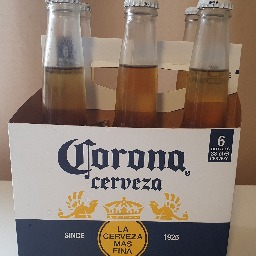 6
Corona
cerveza
SINCE 1925
LA
CERVEZA
MAS
FINA